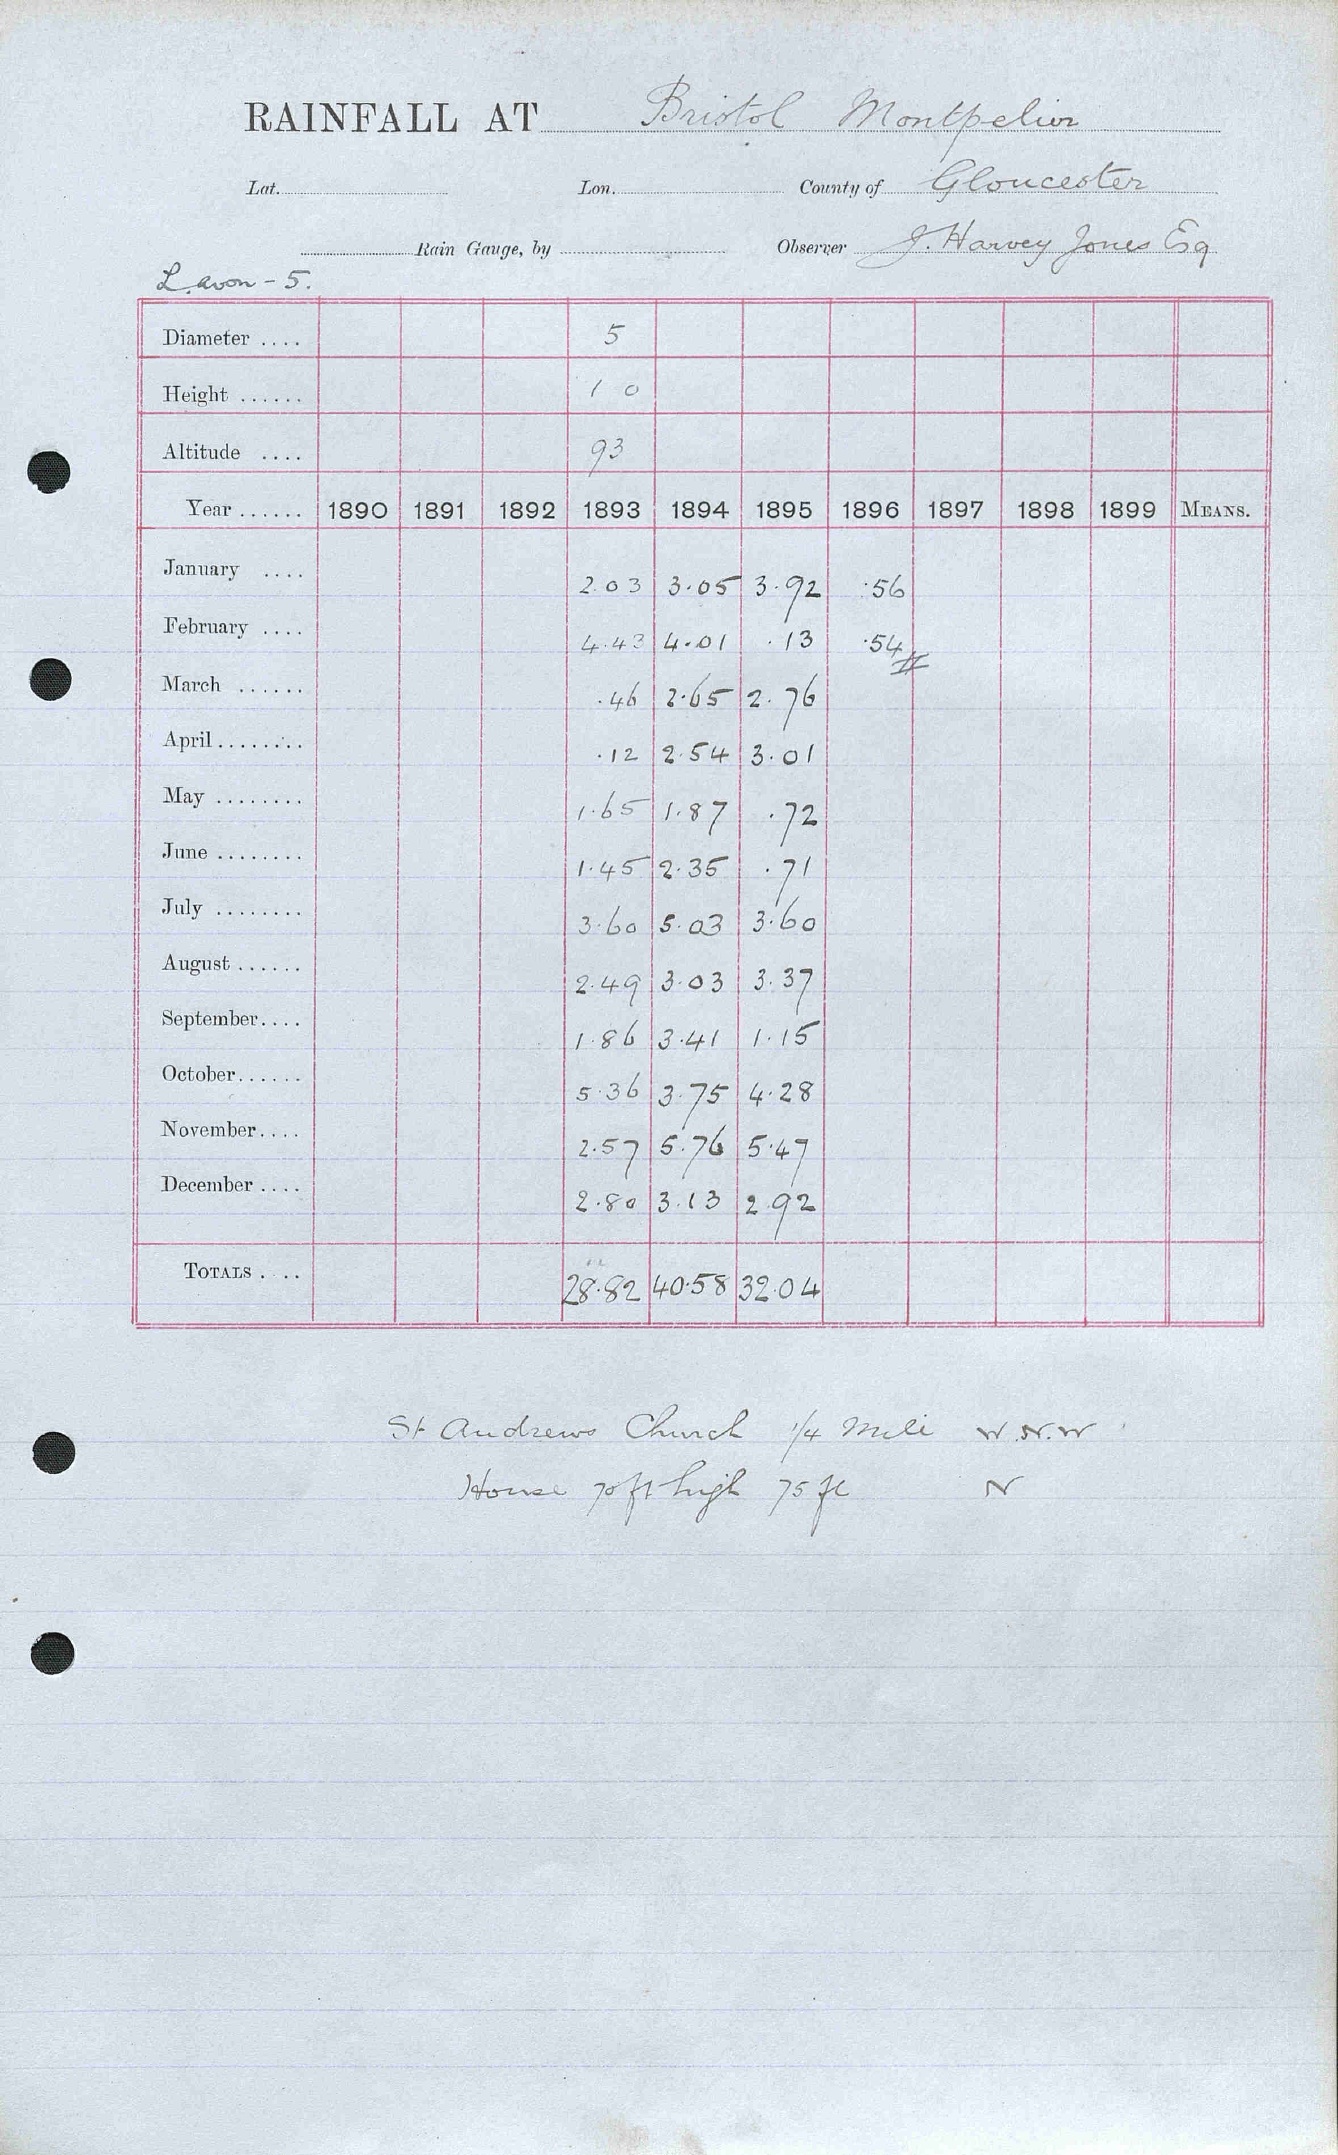 RAINFALL AT Bristol Montpelier
Lat. Lon. County of Gloucester
Rain Gauge, by Observer J. Harvey Jones Esq
L. avon - 5.
Diameter .... 5
Height ...... 1 0
Altitude .... 93
Year ...... 1890 1891 1892 1893 1894 1895 1896 1897 1898 1899 MEANS.
January .... 2.03 3.05 3.92 .56
February .... 4.43 4.01 .13 .54
March ...... .46 2.65 2.76
April ........ .12 2.54 3.01
May ........ 1.65 1.87 .72
June ........ 1.45 2.35 .71
July ........ 3.60 5.03 3.60
August ...... 2.49 3.03 3.37
September .... 1.86 3.41 1.15
October ...... 5.36 3.75 4.28
November .... 2.57 5.76 5.47
December .... 2.80 3.13 2.92
TOTALS .... 28.82 40.58 32.04
St Andrews Church 1/4 Mile W.N.W
House 70 ft high 75 ft N